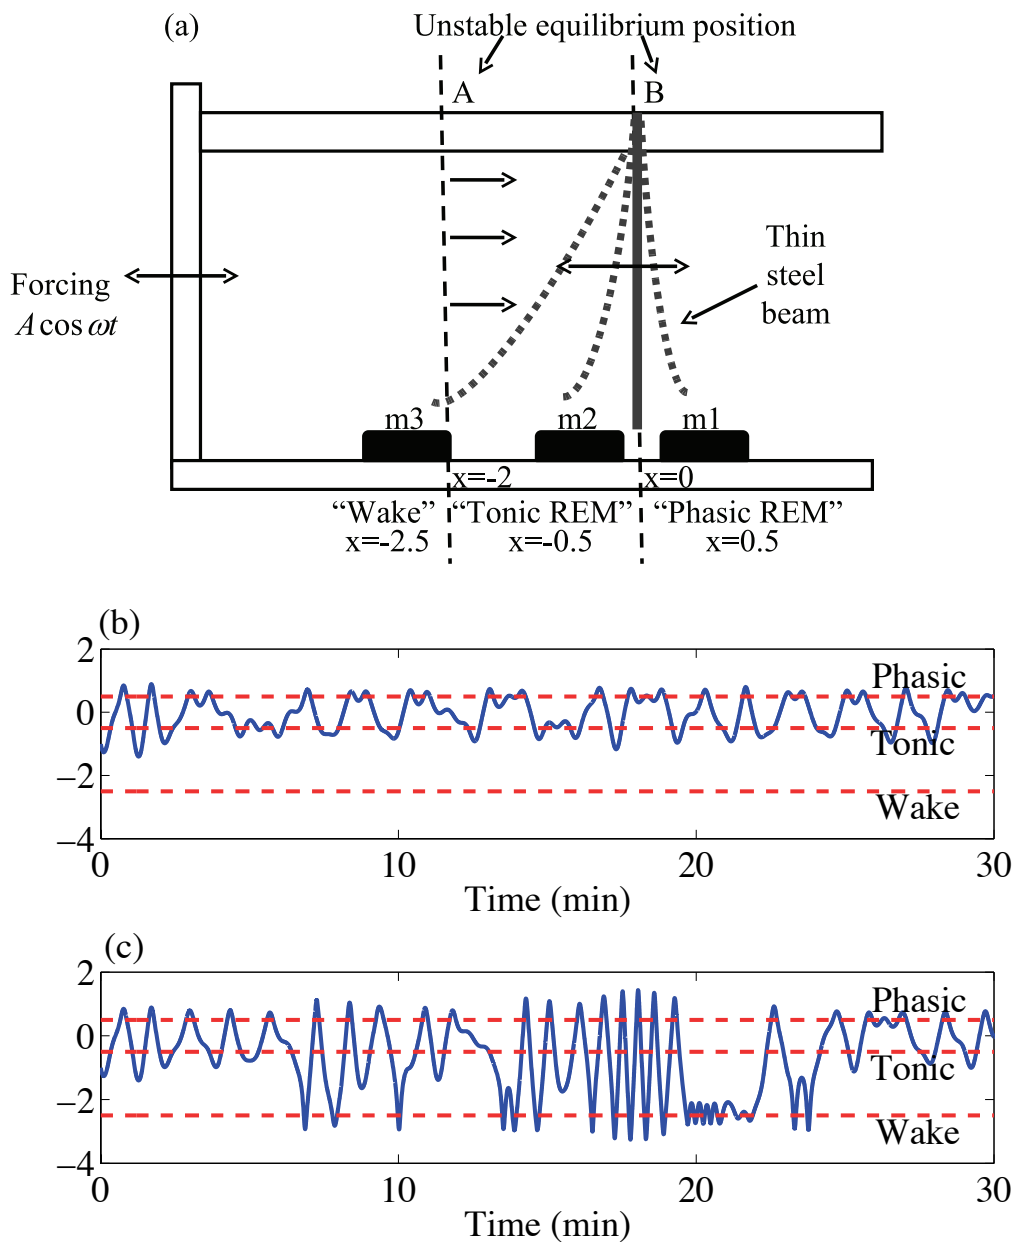 (a)
Unstable equilibrium position
A
B
Forcing
A cos ωt
Thin
steel
beam
m3
m2
m1
x=-2
x=0
“Wake”
“Tonic REM”
“Phasic REM”
x=-2.5
x=-0.5
x=0.5
(b)
2
0
−2
−4
Phasic
Tonic
Wake
0
10
20
30
Time (min)
(c)
2
0
−2
−4
Phasic
Tonic
Wake
0
10
20
30
Time (min)